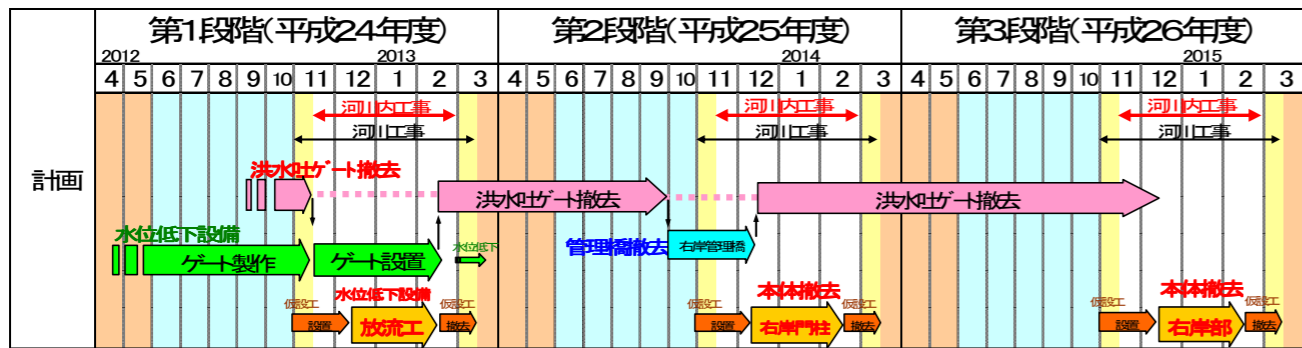 第1段階(平成24年度) 第2段階(平成25年度) 第3段階(平成26年度)
2012 2013 2014 2015
4 5 6 7 8 9 10 11 12 1 2 3 4 5 6 7 8 9 10 11 12 1 2 3 4 5 6 7 8 9 10 11 12 1 2 3
計画
河川内工事 河川内工事 河川内工事
河川工事 河川工事 河川工事
洪水吐ゲート撤去
洪水吐ゲート撤去 洪水吐ゲート撤去
水位低下設備 管理橋撤去 右岸管理橋
水位低下
ゲート製作 ゲート設置
水位低下設備 本体撤去 本体撤去
仮設工 仮設工 仮設工 仮設工 仮設工 仮設工
設置 放流工 撤去 設置 右岸門柱 撤去 設置 右岸部 撤去